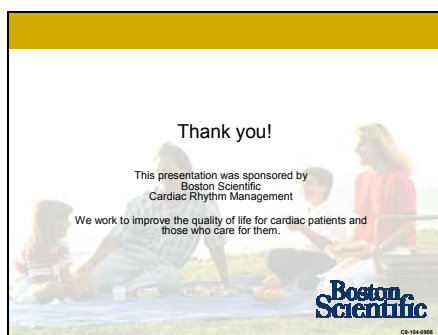 Thank you!
This presentation was sponsored by
Boston Scientific
Cardiac Rhythm Management
We work to improve the quality of life for cardiac patients and
those who care for them.
Boston
Scientific
C9-104-0908